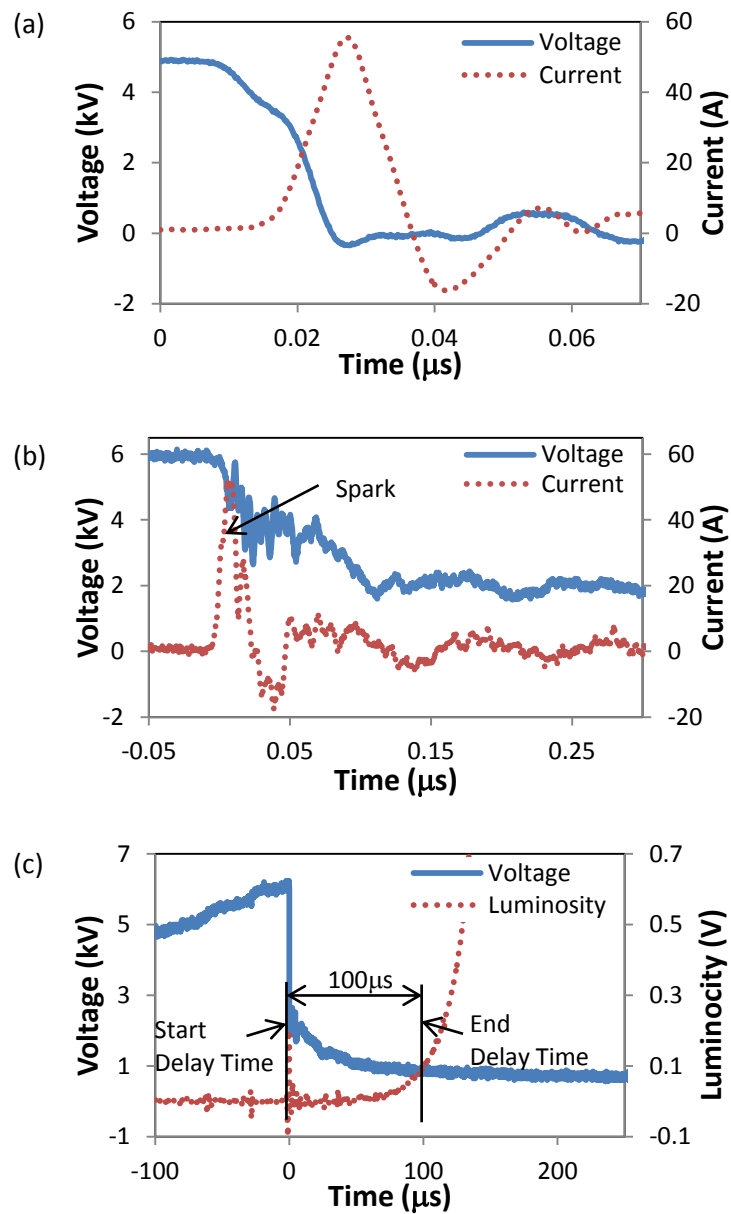 (a)
6
4
2
0
-2
Voltage (kV)
Voltage
Current
60
40
20
0
-20
Current (A)
0
0.02
0.04
0.06
Time (µs)
(b)
6
4
2
0
-2
Voltage (kV)
Voltage
Current
Spark
60
40
20
0
-20
Current (A)
-0.05
0.05
0.15
0.25
Time (µs)
(c)
7
5
3
1
-1
Voltage (kV)
Voltage
Luminosity
100µs
Start
Delay Time
End
Delay Time
0.7
0.5
0.3
0.1
-0.1
Luminocity (V)
-100
0
100
200
Time (µs)